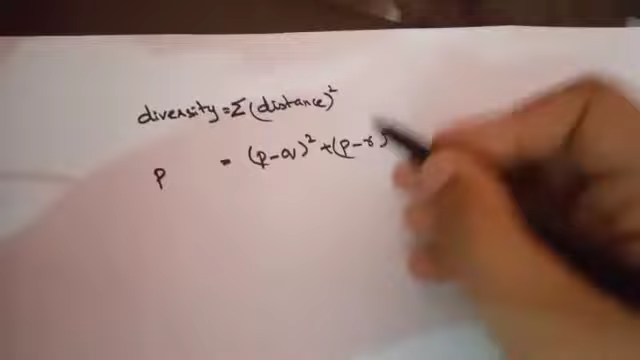 diversity = Σ (distance)²
P = (p-q)² + (p-r)